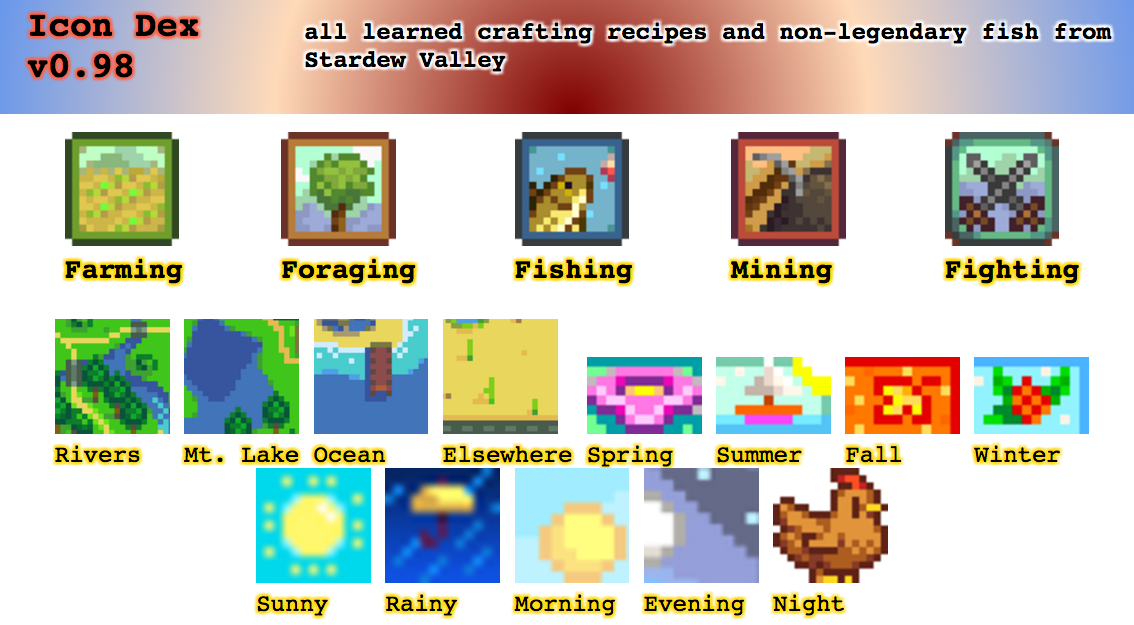 Icon Dex
v0.98
all learned crafting recipes and non-legendary fish from
Stardew Valley
Farming Foraging Fishing Mining Fighting
Rivers Mt. Lake Ocean Elsewhere Spring Summer Fall Winter
Sunny Rainy Morning Evening Night